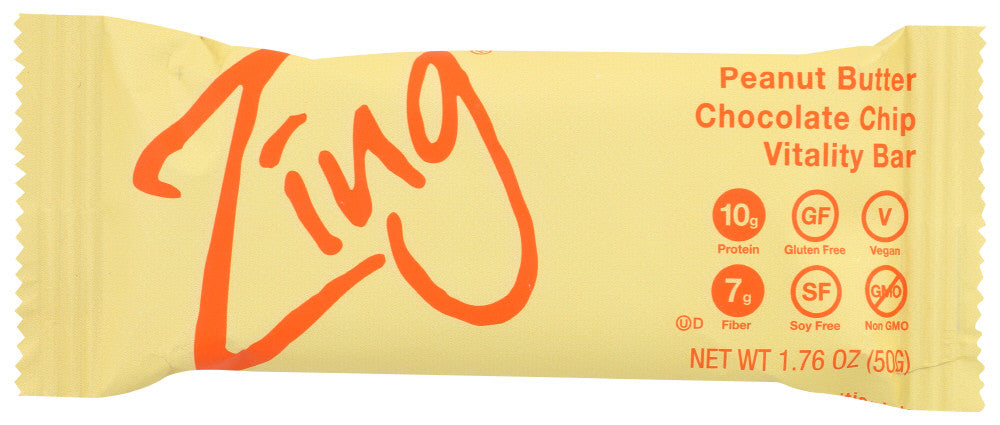 Zing
Peanut Butter
Chocolate Chip
Vitality Bar
10g
Protein
GF
Gluten Free
V
Vegan
7g
Fiber
SF
Soy Free
GMO
Non GMO
Ⓤ D
NET WT 1.76 OZ (50G)